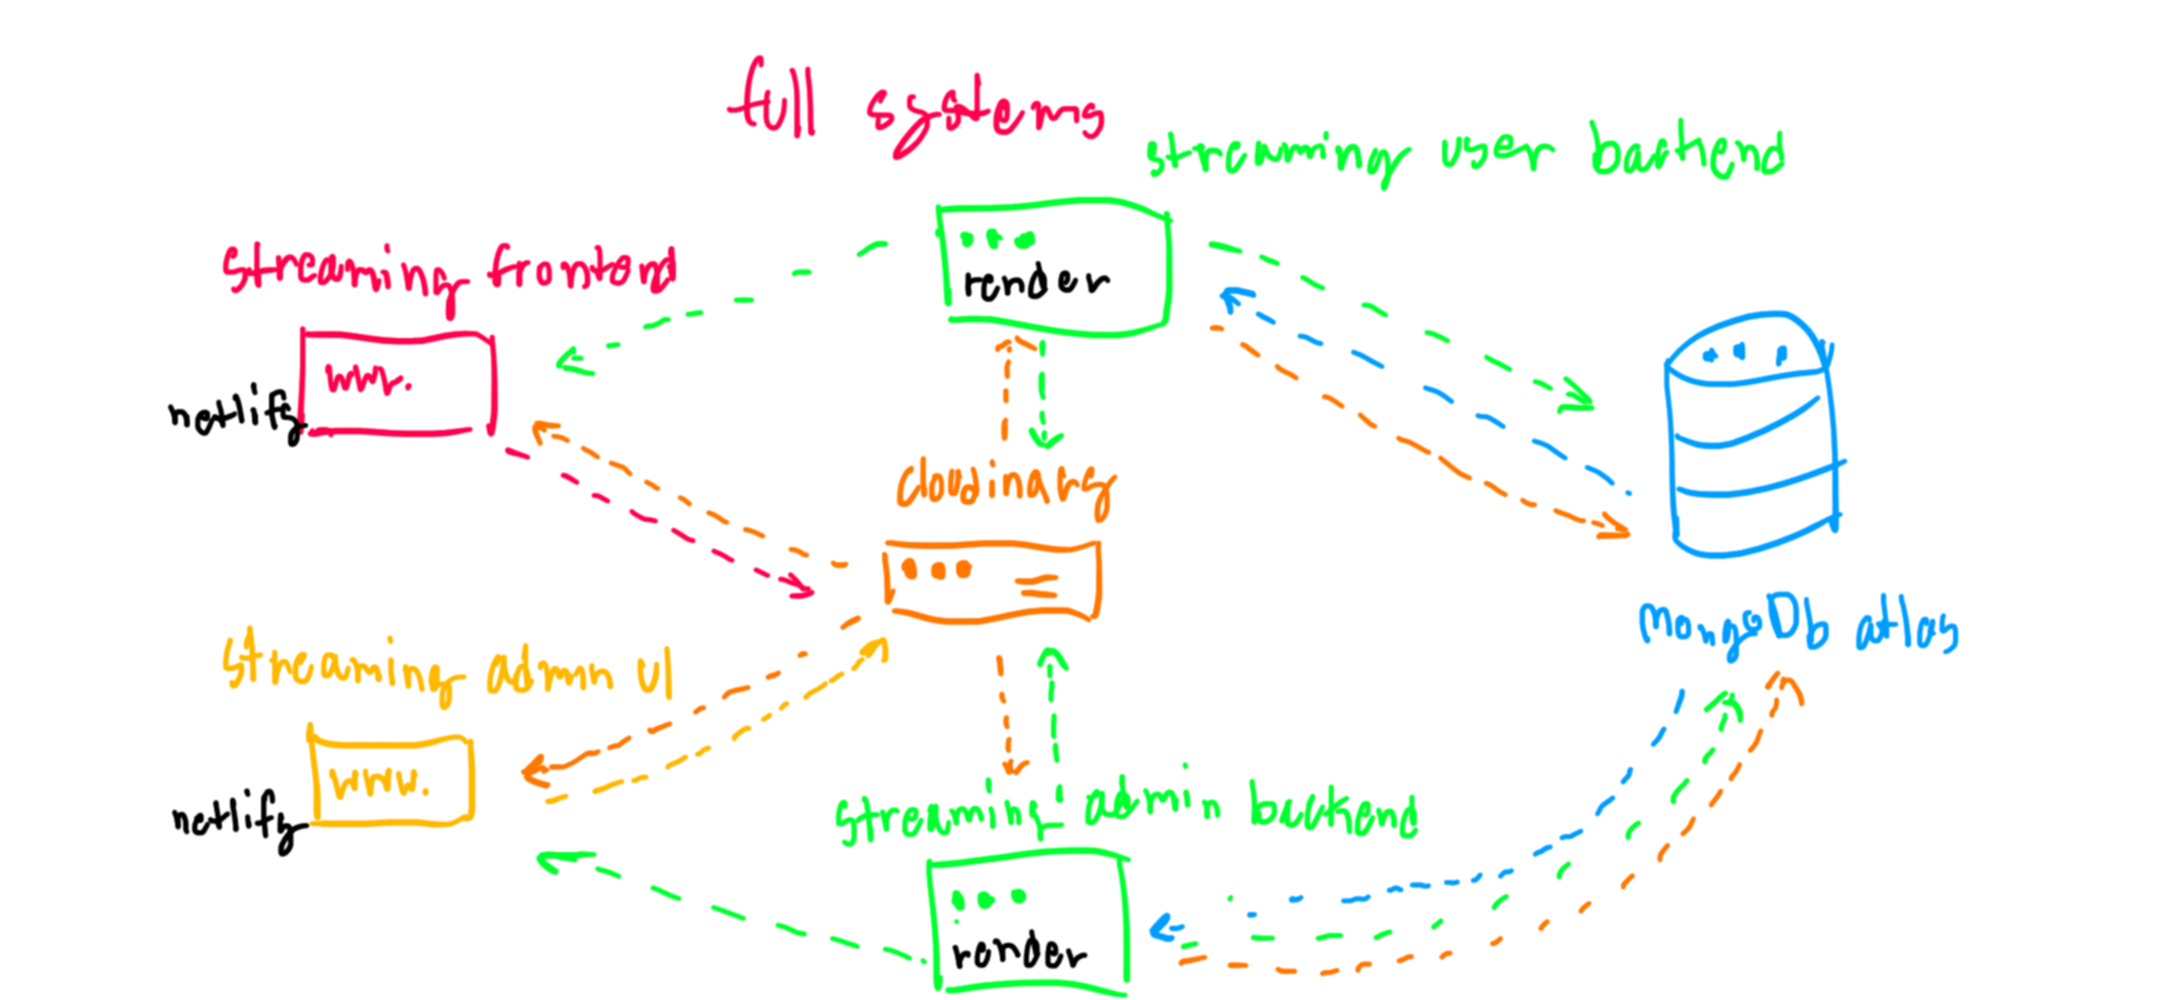 full systems
streaming user backend
streaming frontend
render
www.
netlify
cloudinary
mongoDb atlas
streaming admn uI
www.
netlify
streaming admin backend
render